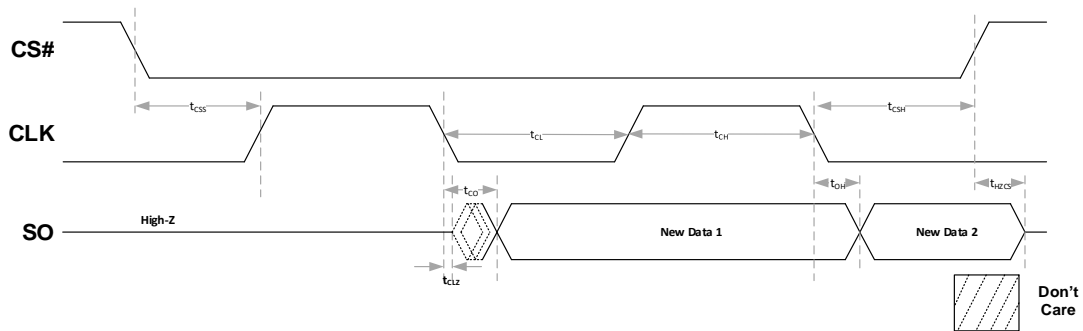 CS#
tCSS
tCSH
CLK
tCL
tCH
tCO
tOH
tHZCS
High-Z
SO
New Data 1
New Data 2
tCLZ
Don't
Care